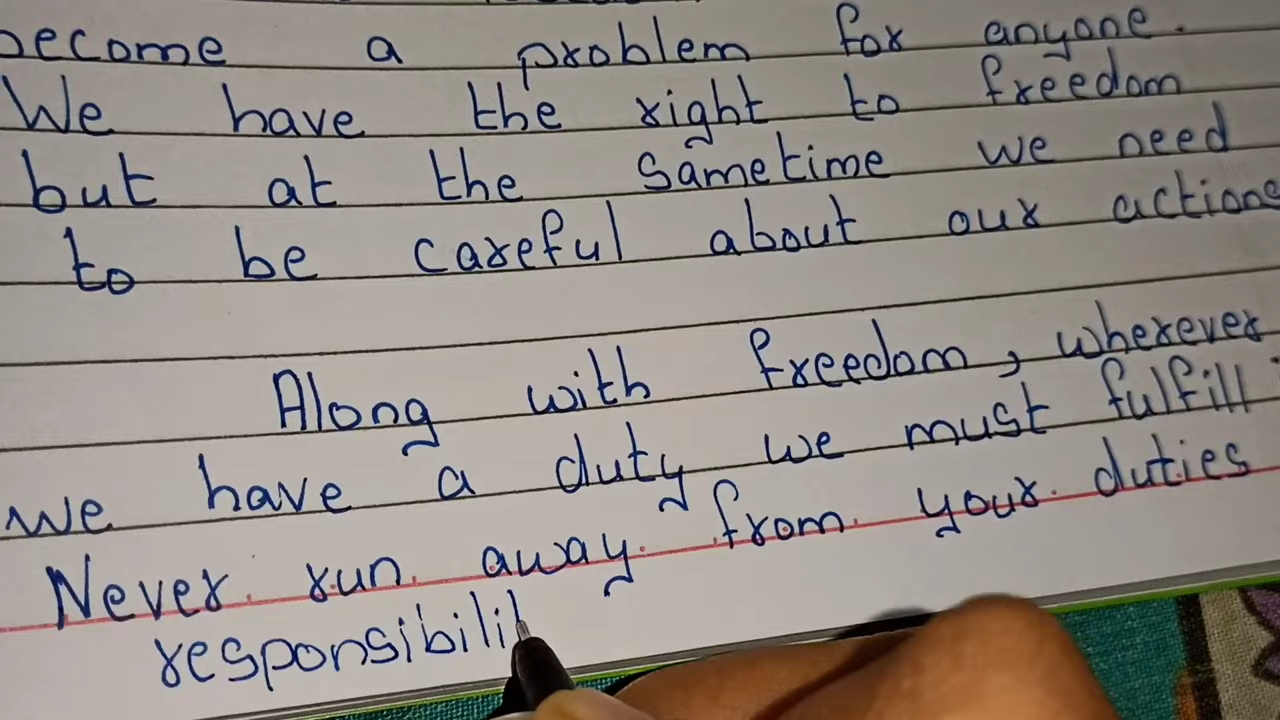 become a problem for anyone.
We have the right to freedom
but at the sametime we need
to be careful about our actions
Along with freedom, wherever
we have a duty we must fulfill
Never run away from your duties
responsibili